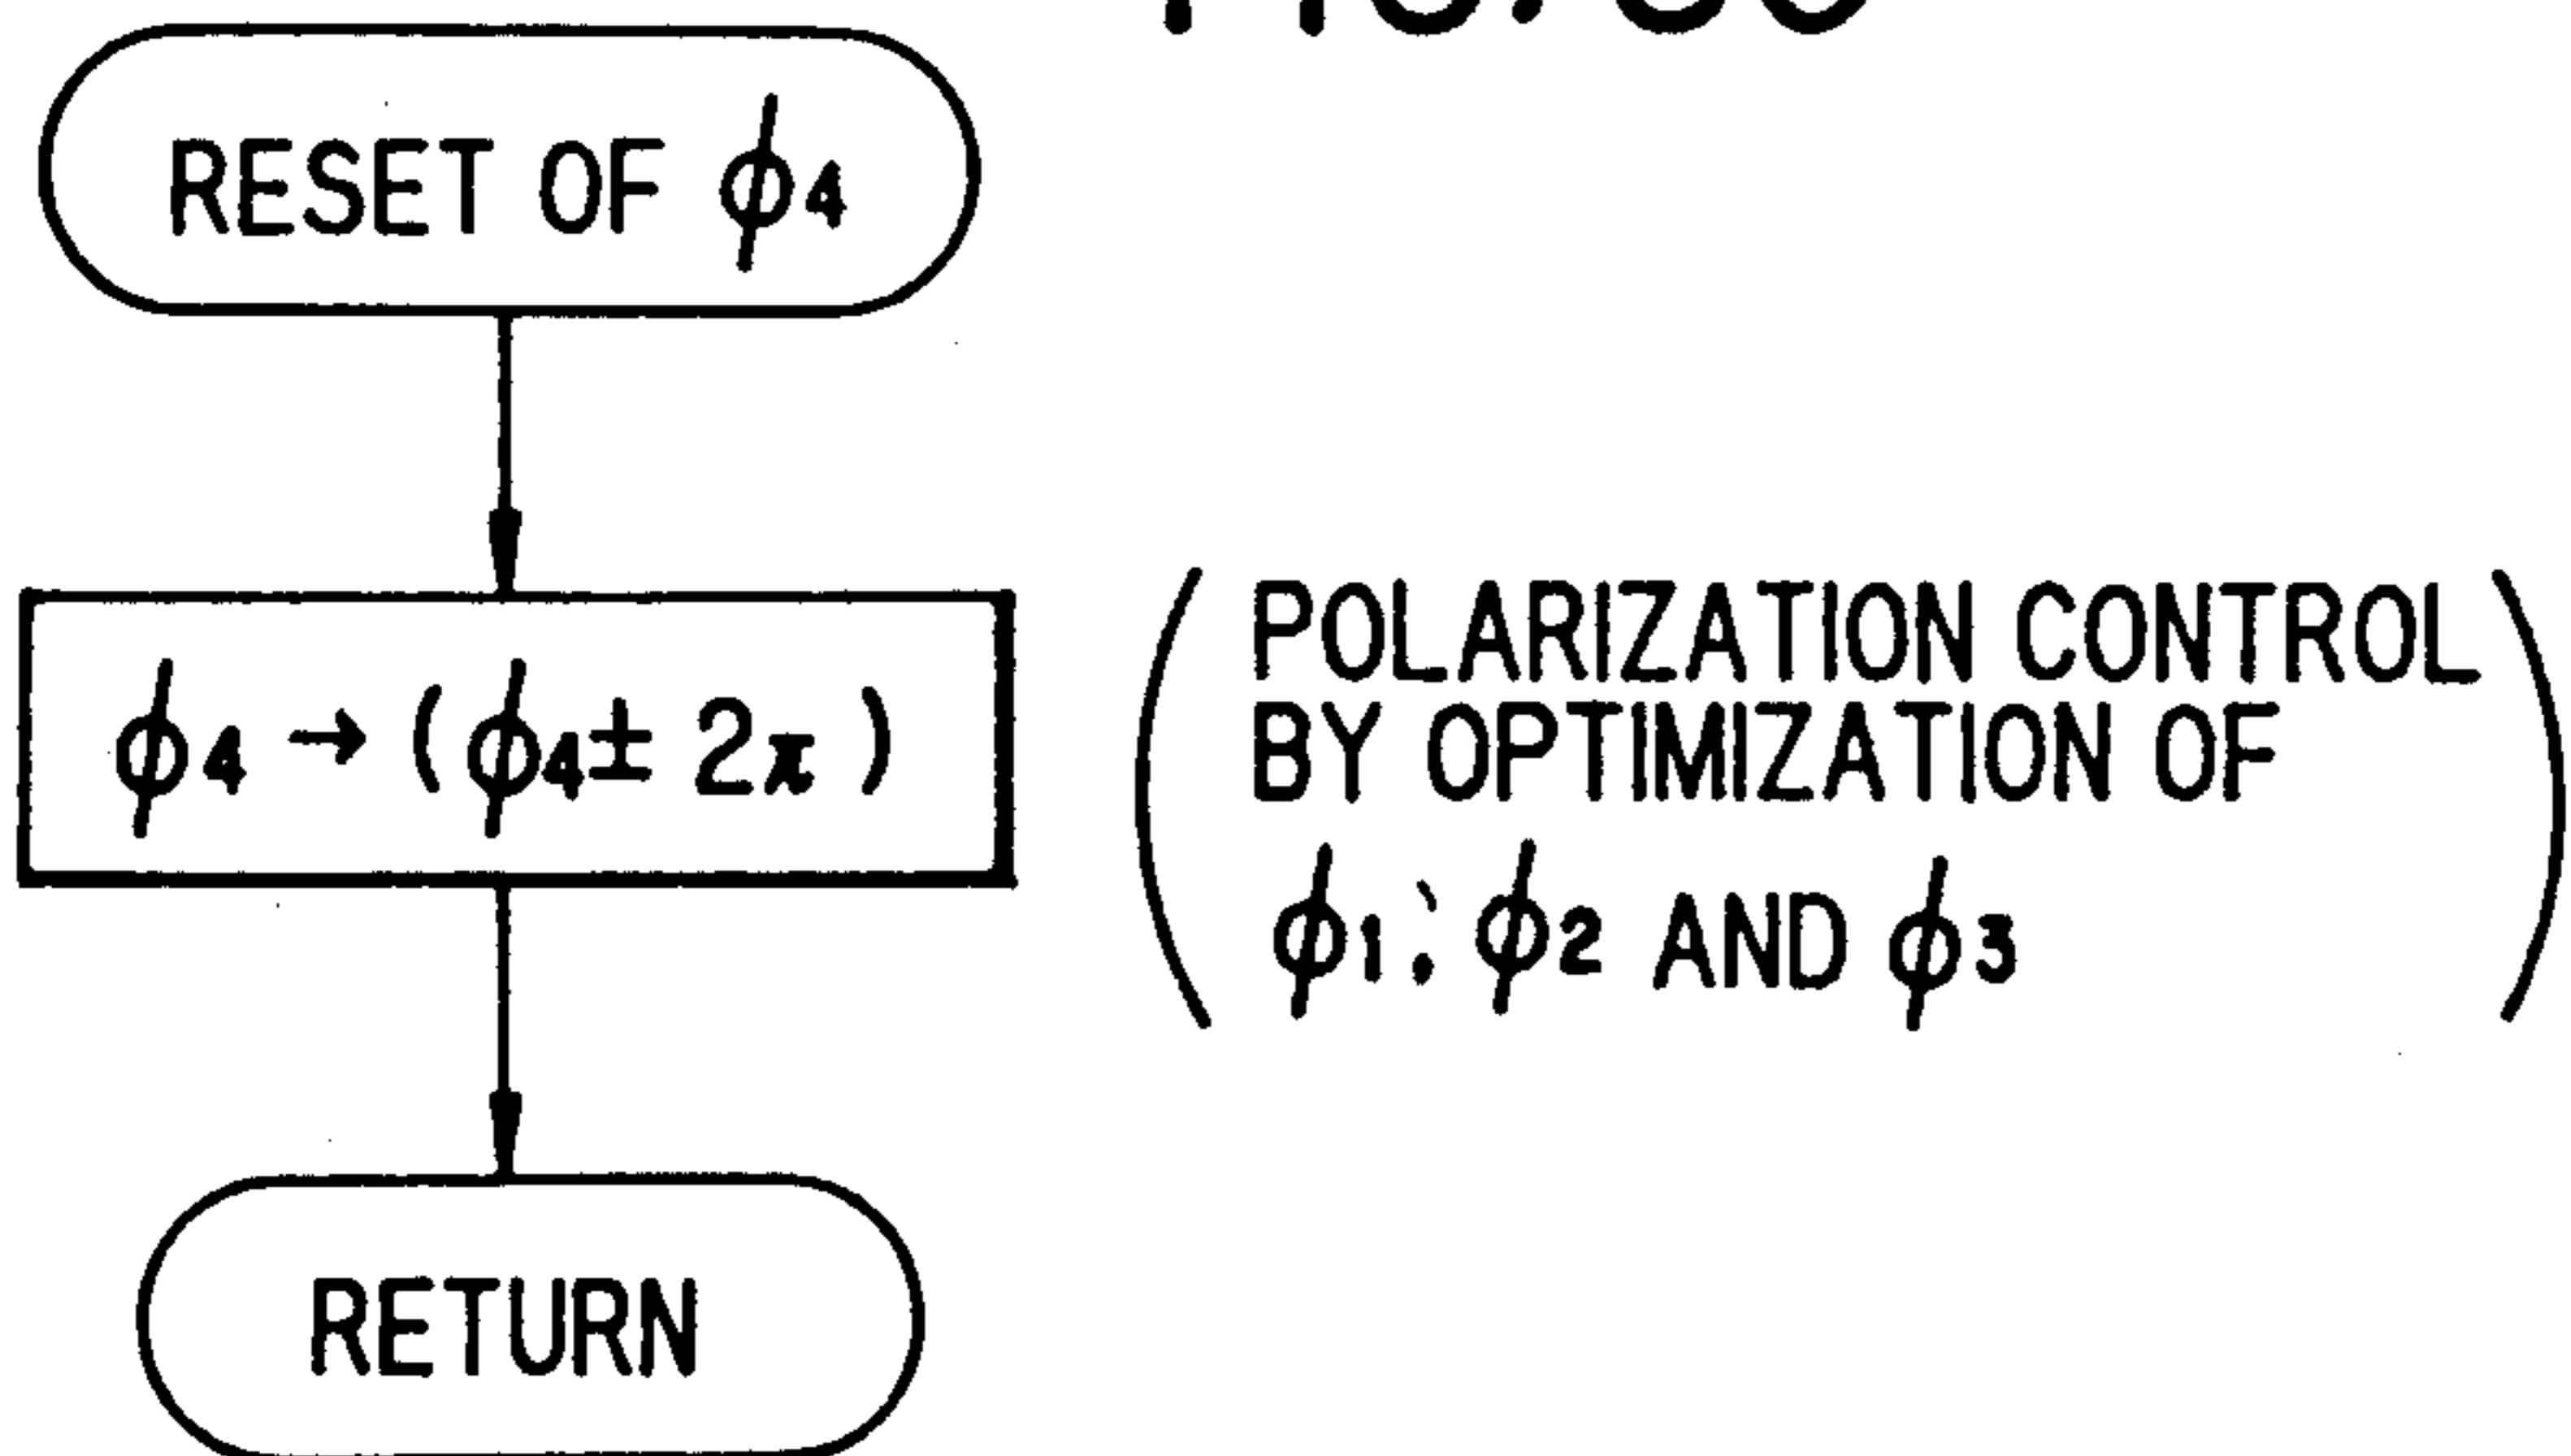 RESET OF ϕ4
ϕ4 → (ϕ4 ± 2π)
POLARIZATION CONTROL
BY OPTIMIZATION OF
ϕ1, ϕ2 AND ϕ3
RETURN